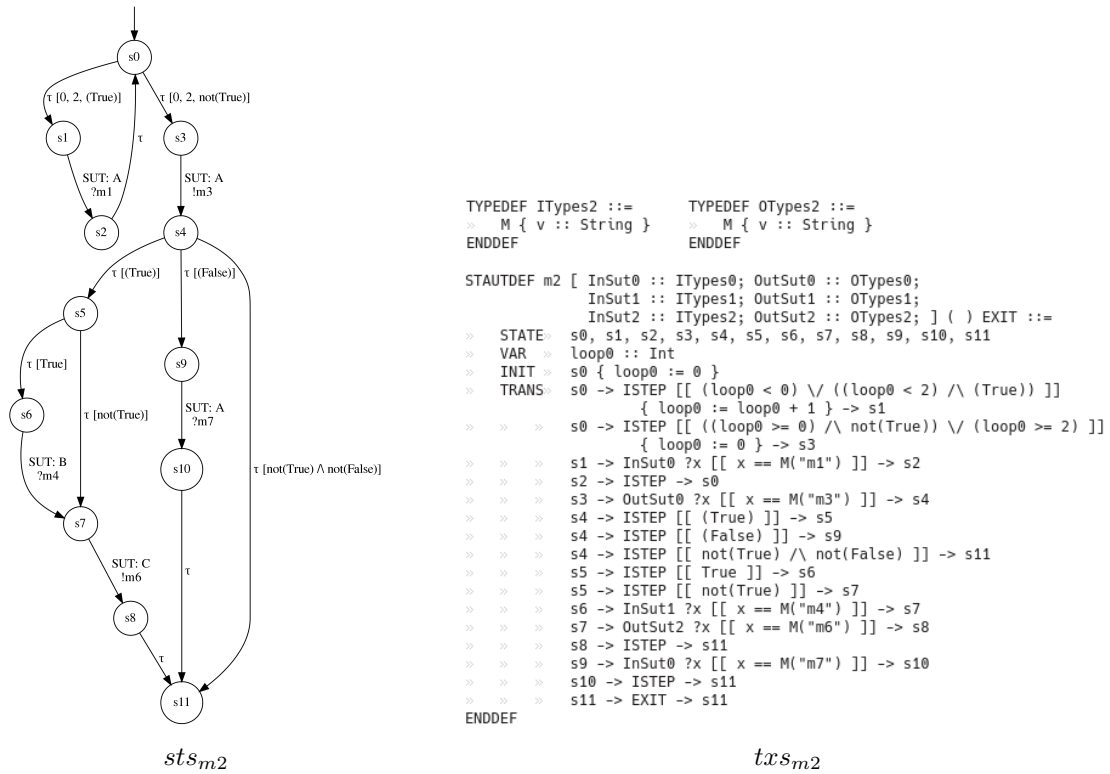 s0
τ [0, 2, (True)]
τ [0, 2, not(True)]
s1
τ
s3
SUT: A
?m1
SUT: A
!m3
s2
s4
τ [(True)]
τ [(False)]
s5
τ [True]
s9
s6
τ [not(True)]
SUT: A
?m7
SUT: B
?m4
s10
τ [not(True) /\ not(False)]
s7
SUT: C
!m6
τ
s8
τ
s11
sts_m2
TYPEDEF ITypes2 ::=
» M { v :: String }
ENDDEF
TYPEDEF OTypes2 ::=
» M { v :: String }
ENDDEF
STAUTDEF m2 [ InSut0 :: ITypes0; OutSut0 :: OTypes0;
InSut1 :: ITypes1; OutSut1 :: OTypes1;
InSut2 :: ITypes2; OutSut2 :: OTypes2; ] ( ) EXIT ::=
» STATE» s0, s1, s2, s3, s4, s5, s6, s7, s8, s9, s10, s11
» VAR » loop0 :: Int
» INIT » s0 { loop0 := 0 }
» TRANS» s0 -> ISTEP [[ (loop0 < 0) \/ ((loop0 < 2) /\ (True)) ]]
{ loop0 := loop0 + 1 } -> s1
» » » s0 -> ISTEP [[ ((loop0 >= 0) /\ not(True)) \/ (loop0 >= 2) ]]
{ loop0 := 0 } -> s3
» » » s1 -> InSut0 ?x [[ x == M("m1") ]] -> s2
» » » s2 -> ISTEP -> s0
» » » s3 -> OutSut0 ?x [[ x == M("m3") ]] -> s4
» » » s4 -> ISTEP [[ (True) ]] -> s5
» » » s4 -> ISTEP [[ (False) ]] -> s9
» » » s4 -> ISTEP [[ not(True) /\ not(False) ]] -> s11
» » » s5 -> ISTEP [[ True ]] -> s6
» » » s5 -> ISTEP [[ not(True) ]] -> s7
» » » s6 -> InSut1 ?x [[ x == M("m4") ]] -> s7
» » » s7 -> OutSut2 ?x [[ x == M("m6") ]] -> s8
» » » s8 -> ISTEP -> s11
» » » s9 -> InSut0 ?x [[ x == M("m7") ]] -> s10
» » » s10 -> ISTEP -> s11
» » » s11 -> EXIT -> s11
ENDDEF
txs_m2